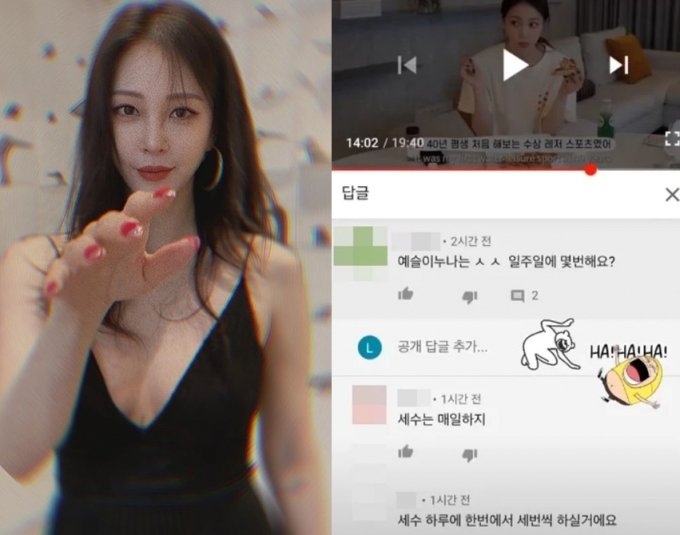 14:02 / 19:40
40년 평생 처음 해보는 수상 레저 스포츠였어
답글
2시간 전
예슬이누나는 ㅅ ㅅ 일주일에 몇번해요?
2
L 공개 답글 추가...
HA!HA!HA!
1시간 전
세수는 매일하지
1시간 전
세수 하루에 한번에서 세번씩 하실거에요